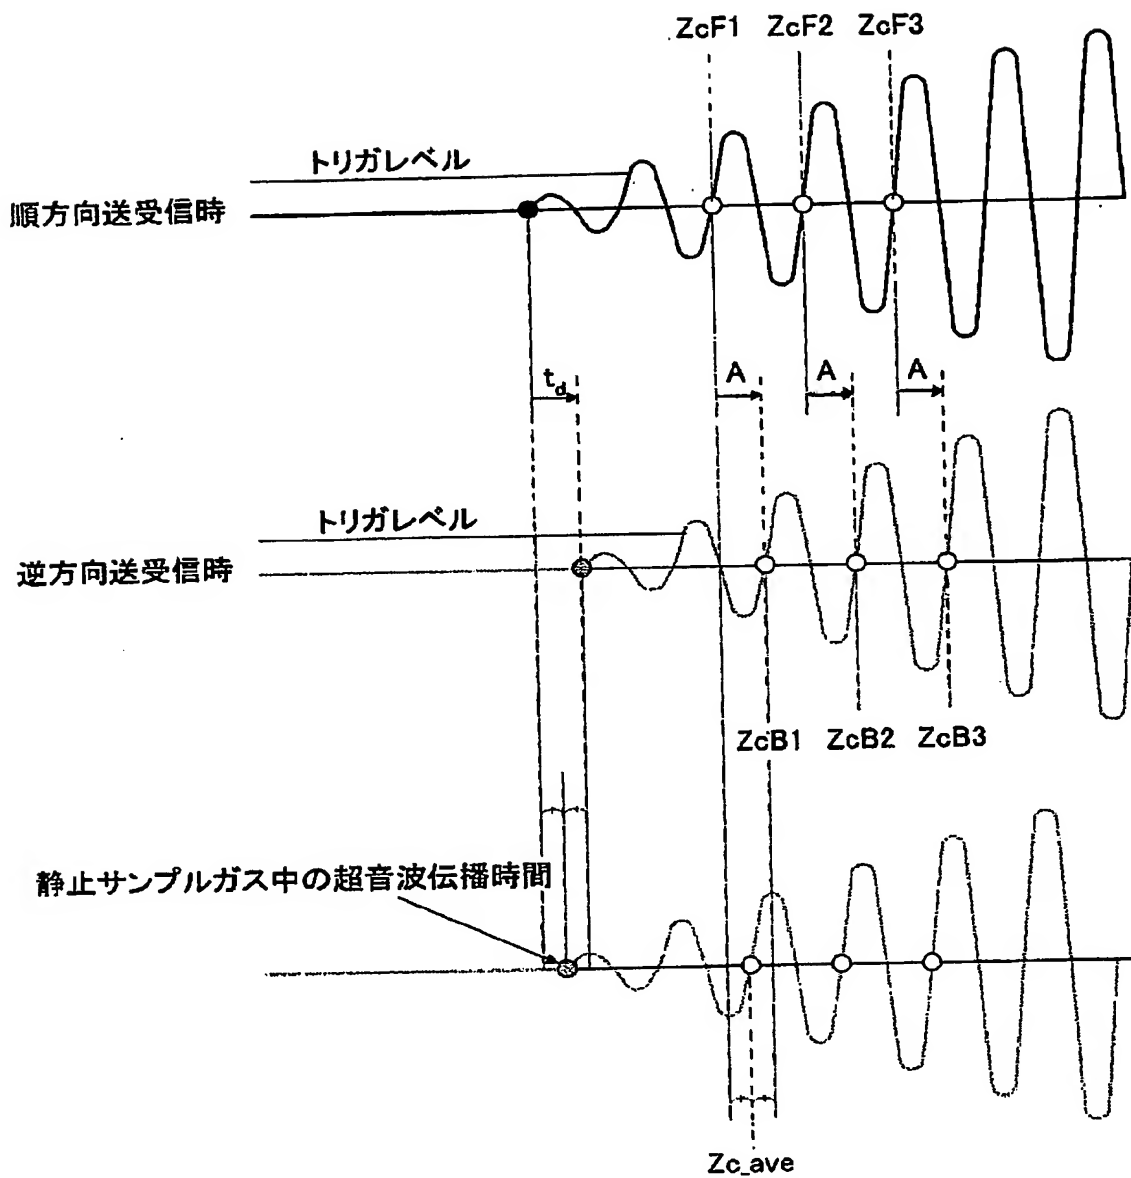 ZcF1 ZcF2 ZcF3
トリガレベル
順方向送受信時
t_d A A A
トリガレベル
逆方向送受信時
ZcB1 ZcB2 ZcB3
静止サンプルガス中の超音波伝播時間
Zc_ave